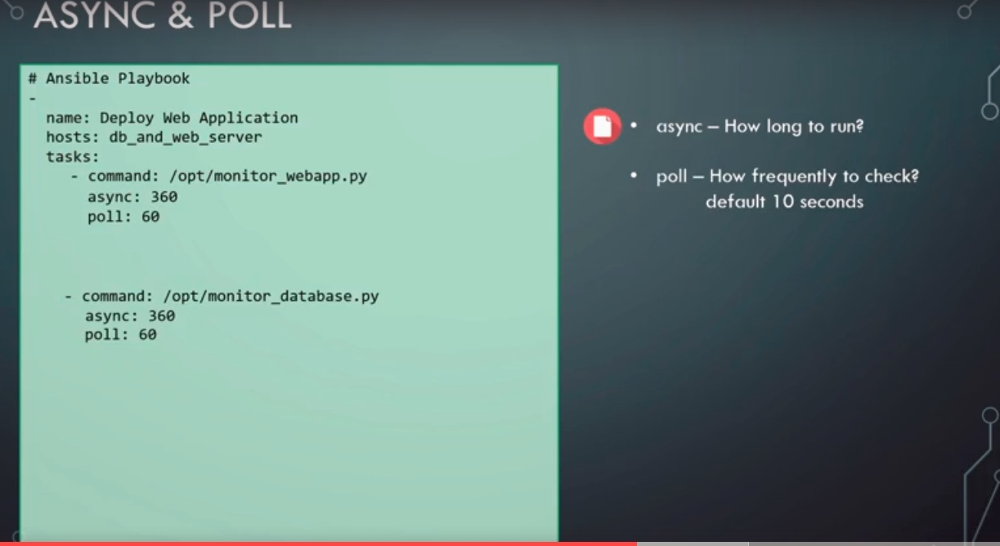 ASYNC & POLL
# Ansible Playbook
-
name: Deploy Web Application
hosts: db_and_web_server
tasks:
- command: /opt/monitor_webapp.py
async: 360
poll: 60
- command: /opt/monitor_database.py
async: 360
poll: 60
• async – How long to run?
• poll – How frequently to check?
default 10 seconds